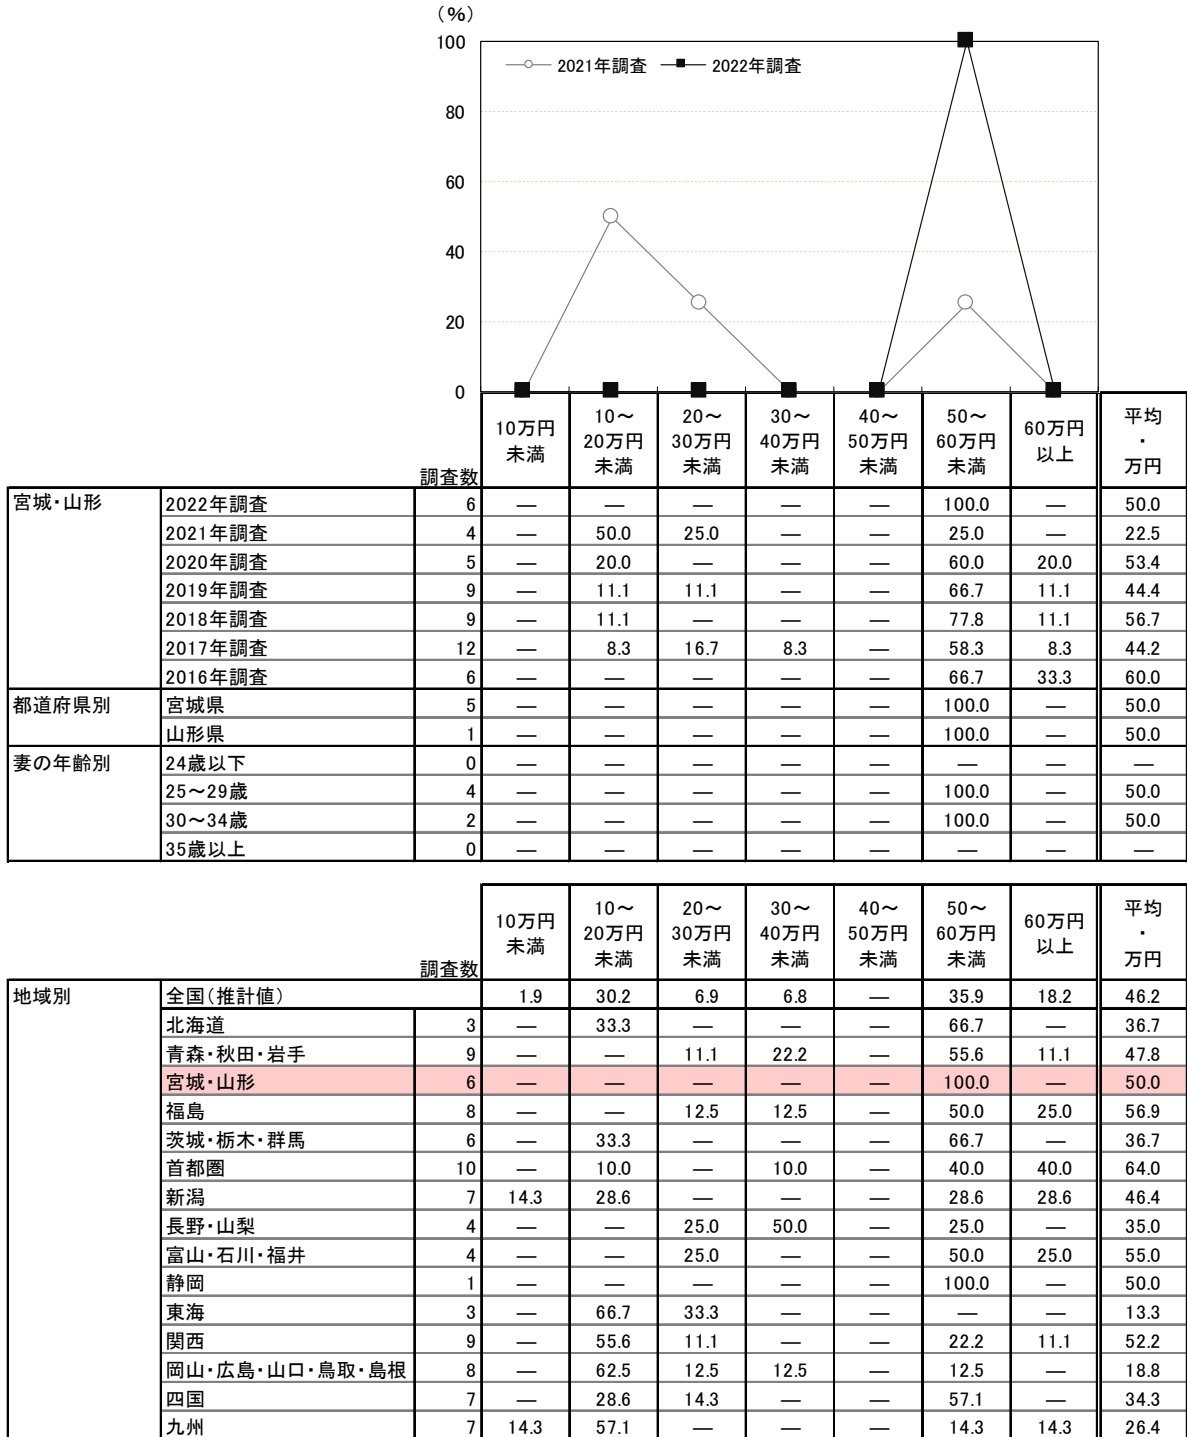 （％）
100
80
60
40
20
0
2021年調査 2022年調査
調査数 10万円未満 10～20万円未満 20～30万円未満 30～40万円未満 40～50万円未満 50～60万円未満 60万円以上 平均・万円
宮城・山形 2022年調査 6 — — — — — 100.0 — 50.0
2021年調査 4 — 50.0 25.0 — — 25.0 — 22.5
2020年調査 5 — 20.0 — — — 60.0 20.0 53.4
2019年調査 9 — 11.1 11.1 — — 66.7 11.1 44.4
2018年調査 9 — 11.1 — — — 77.8 11.1 56.7
2017年調査 12 — 8.3 16.7 8.3 — 58.3 8.3 44.2
2016年調査 6 — — — — — 66.7 33.3 60.0
都道府県別 宮城県 5 — — — — — 100.0 — 50.0
山形県 1 — — — — — 100.0 — 50.0
妻の年齢別 24歳以下 0 — — — — — — — —
25～29歳 4 — — — — — 100.0 — 50.0
30～34歳 2 — — — — — 100.0 — 50.0
35歳以上 0 — — — — — — — —
調査数 10万円未満 10～20万円未満 20～30万円未満 30～40万円未満 40～50万円未満 50～60万円未満 60万円以上 平均・万円
地域別 全国（推計値） 1.9 30.2 6.9 6.8 — 35.9 18.2 46.2
北海道 3 — 33.3 — — — 66.7 — 36.7
青森・秋田・岩手 9 — — 11.1 22.2 — 55.6 11.1 47.8
宮城・山形 6 — — — — — 100.0 — 50.0
福島 8 — — 12.5 12.5 — 50.0 25.0 56.9
茨城・栃木・群馬 6 — 33.3 — — — 66.7 — 36.7
首都圏 10 — 10.0 — 10.0 — 40.0 40.0 64.0
新潟 7 14.3 28.6 — — — 28.6 28.6 46.4
長野・山梨 4 — — 25.0 50.0 — 25.0 — 35.0
富山・石川・福井 4 — — 25.0 — — 50.0 25.0 55.0
静岡 1 — — — — — 100.0 — 50.0
東海 3 — 66.7 33.3 — — — — 13.3
関西 9 — 55.6 11.1 — — 22.2 11.1 52.2
岡山・広島・山口・鳥取・島根 8 — 62.5 12.5 12.5 — 12.5 — 18.8
四国 7 — 28.6 14.3 — — 57.1 — 34.3
九州 7 14.3 57.1 — — — 14.3 14.3 26.4